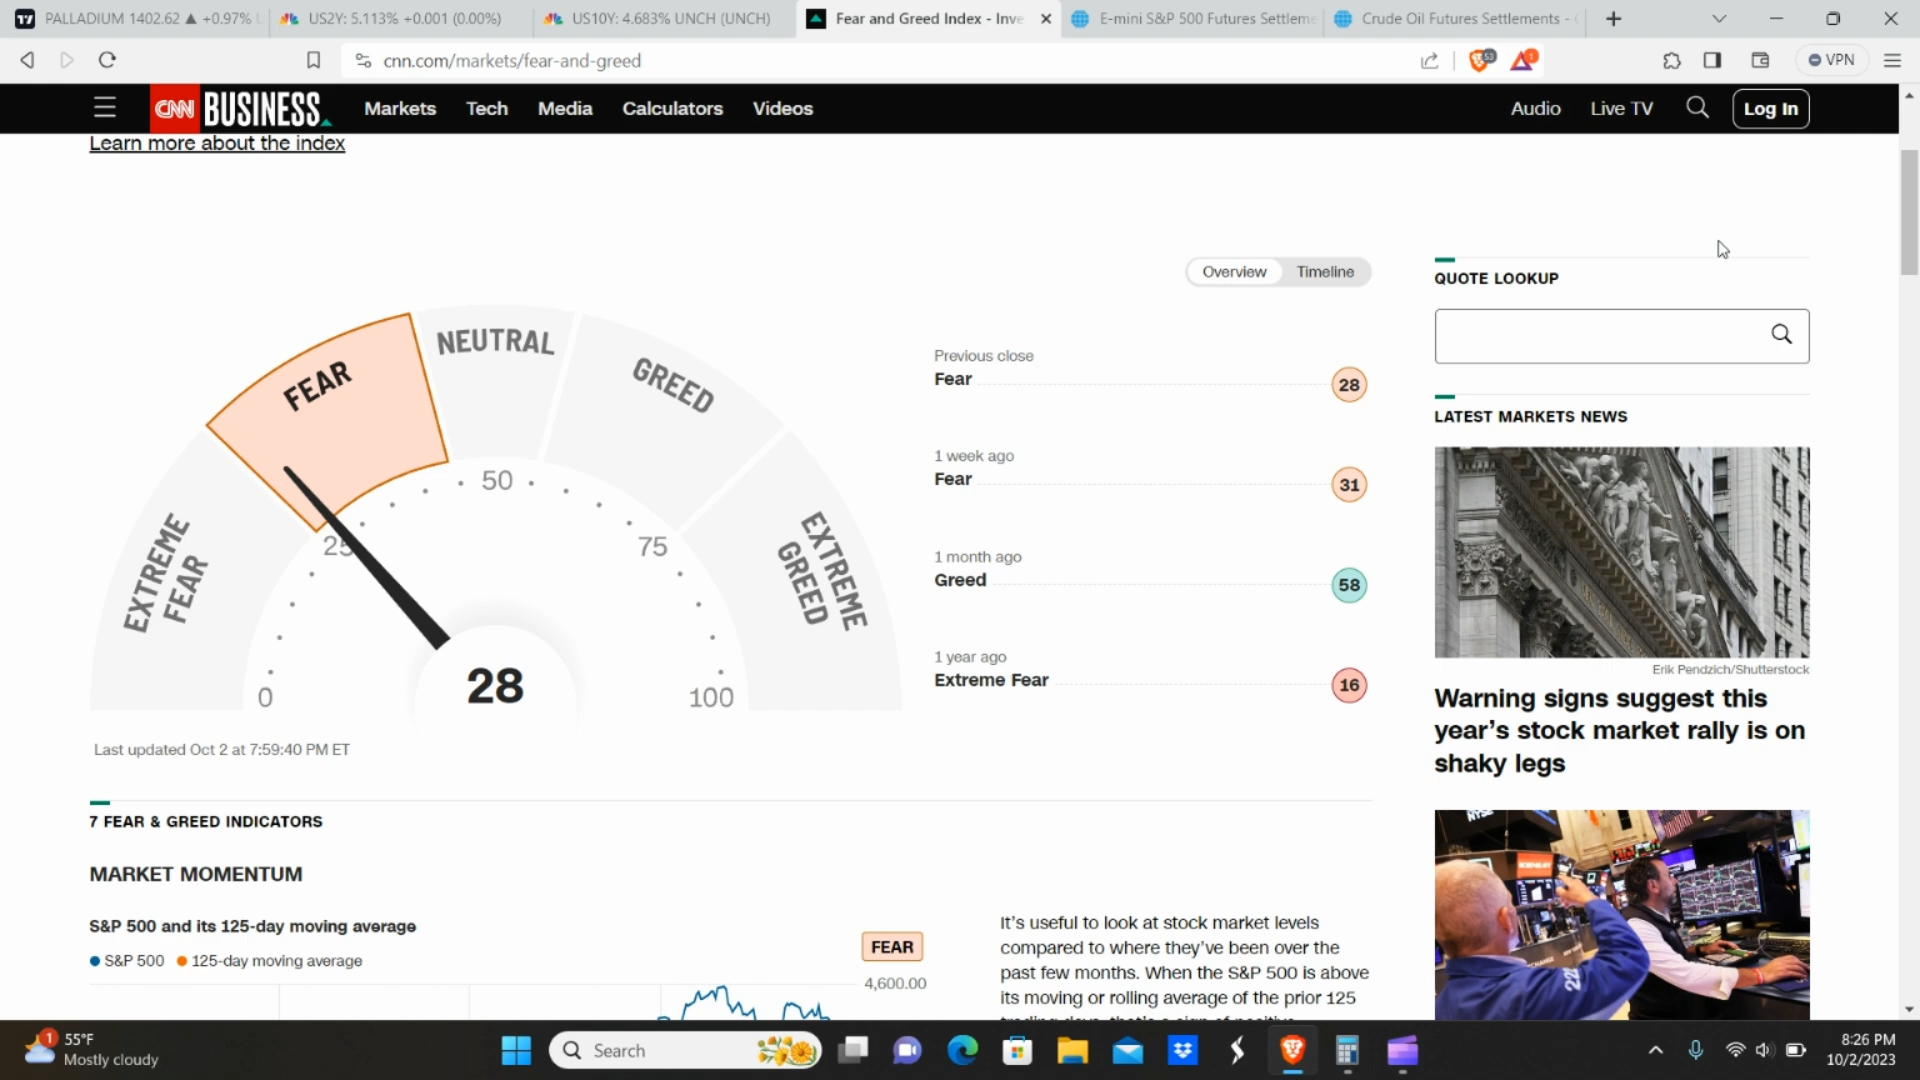 PALLADIUM 1402.62 ▲ +0.97%
US2Y: 5.113% +0.001 (0.00%)
US10Y: 4.683% UNCH (UNCH)
Fear and Greed Index - Inve
E-mini S&P 500 Futures Settleme
Crude Oil Futures Settlements -
cnn.com/markets/fear-and-greed
53
1
VPN
CNN BUSINESS
Markets
Tech
Media
Calculators
Videos
Audio
Live TV
Log In
Learn more about the index
Overview
Timeline
EXTREME FEAR
FEAR
NEUTRAL
GREED
EXTREME GREED
0
25
50
75
100
28
Last updated Oct 2 at 7:59:40 PM ET
Previous close
Fear
28
1 week ago
Fear
31
1 month ago
Greed
58
1 year ago
Extreme Fear
16
QUOTE LOOKUP
LATEST MARKETS NEWS
Erik Pendzich/Shutterstock
Warning signs suggest this
year’s stock market rally is on
shaky legs
7 FEAR & GREED INDICATORS
MARKET MOMENTUM
S&P 500 and its 125-day moving average
S&P 500
125-day moving average
FEAR
4,600.00
It’s useful to look at stock market levels
compared to where they’ve been over the
past few months. When the S&P 500 is above
its moving or rolling average of the prior 125
NYSE
1
55°F
Mostly cloudy
Search
8:26 PM
10/2/2023